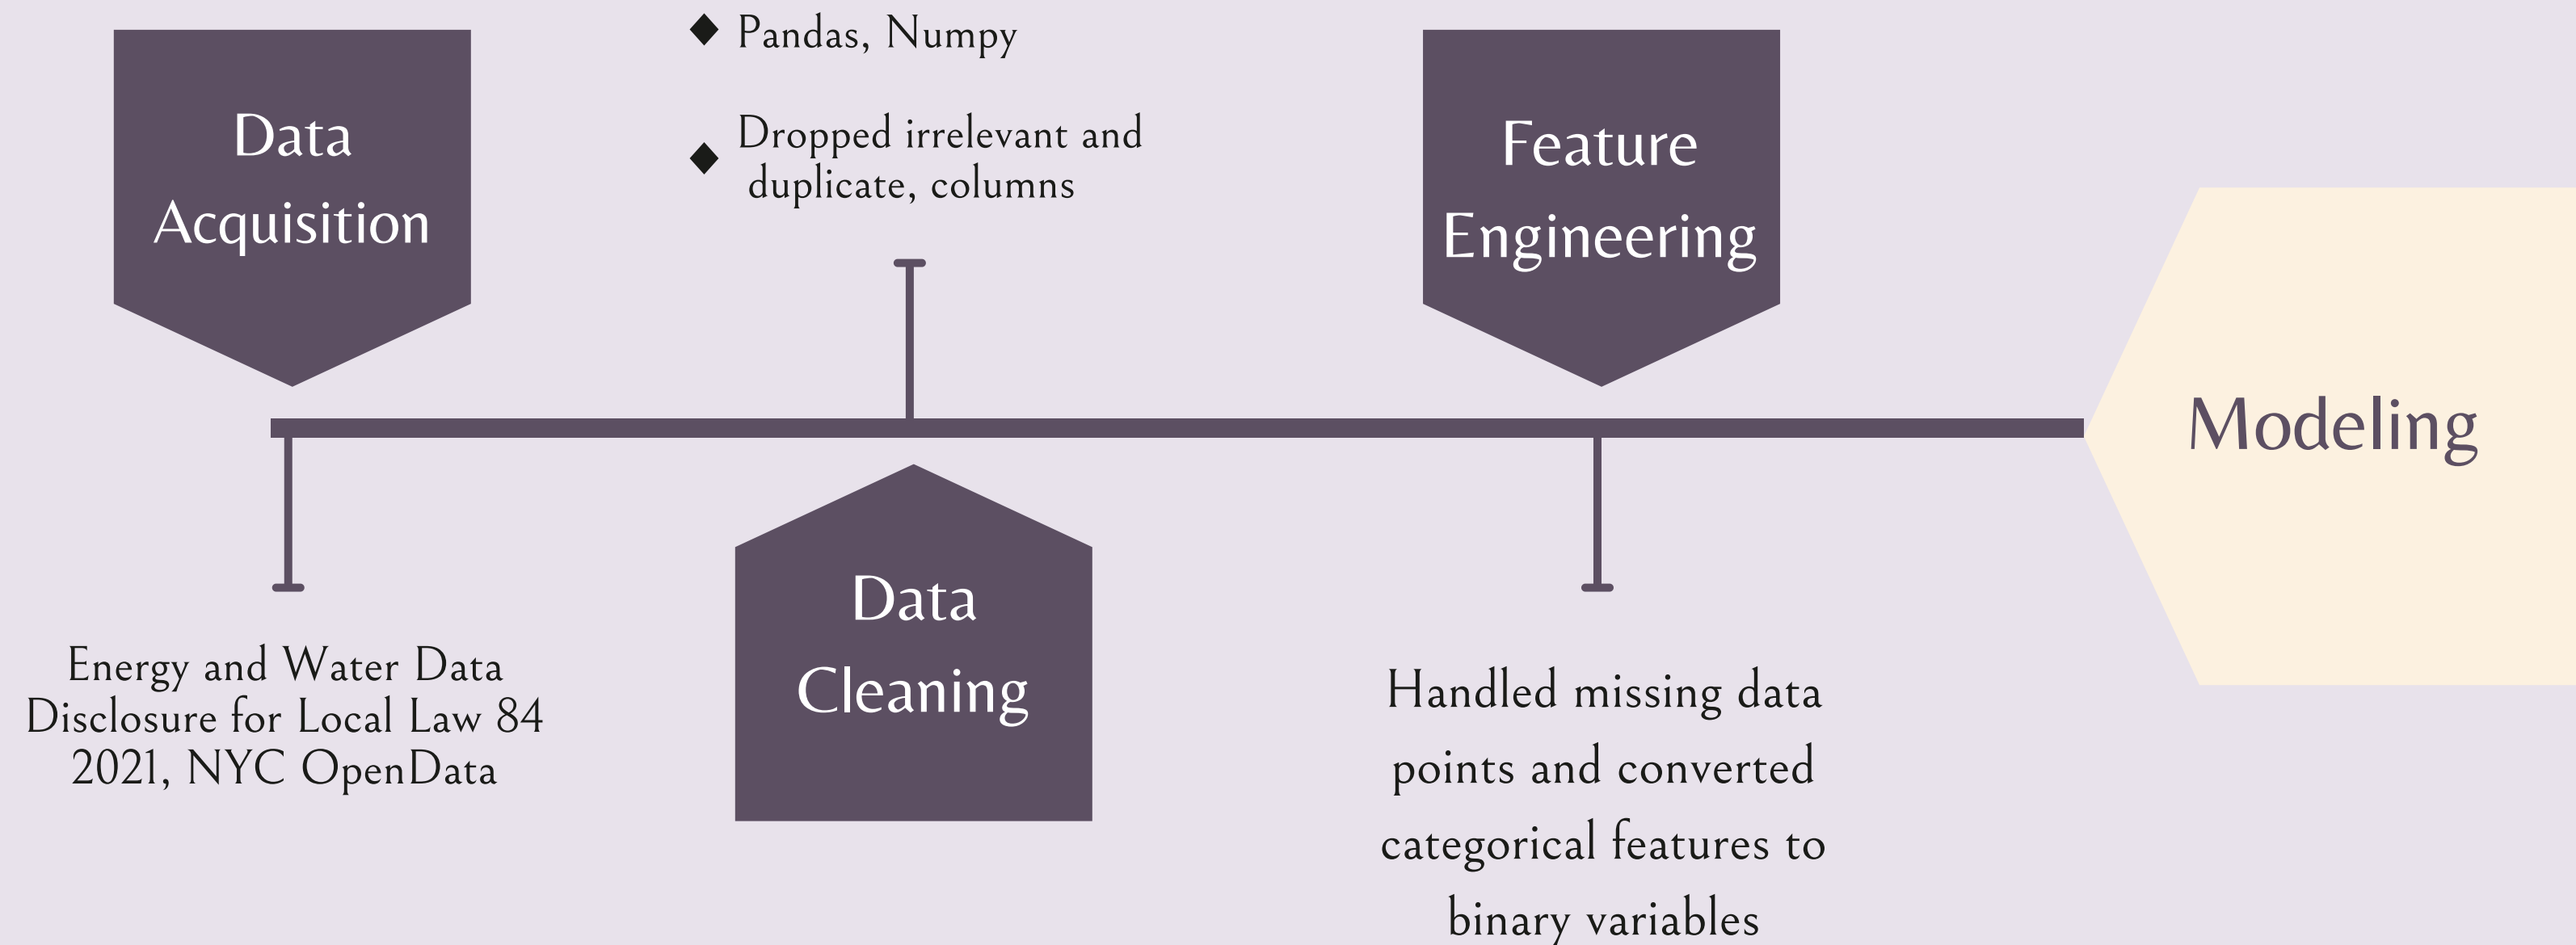 Data
Acquisition
Energy and Water Data
Disclosure for Local Law 84
2021, NYC OpenData
Pandas, Numpy
Dropped irrelevant and
duplicate, columns
Data
Cleaning
Feature
Engineering
Handled missing data
points and converted
categorical features to
binary variables
Modeling